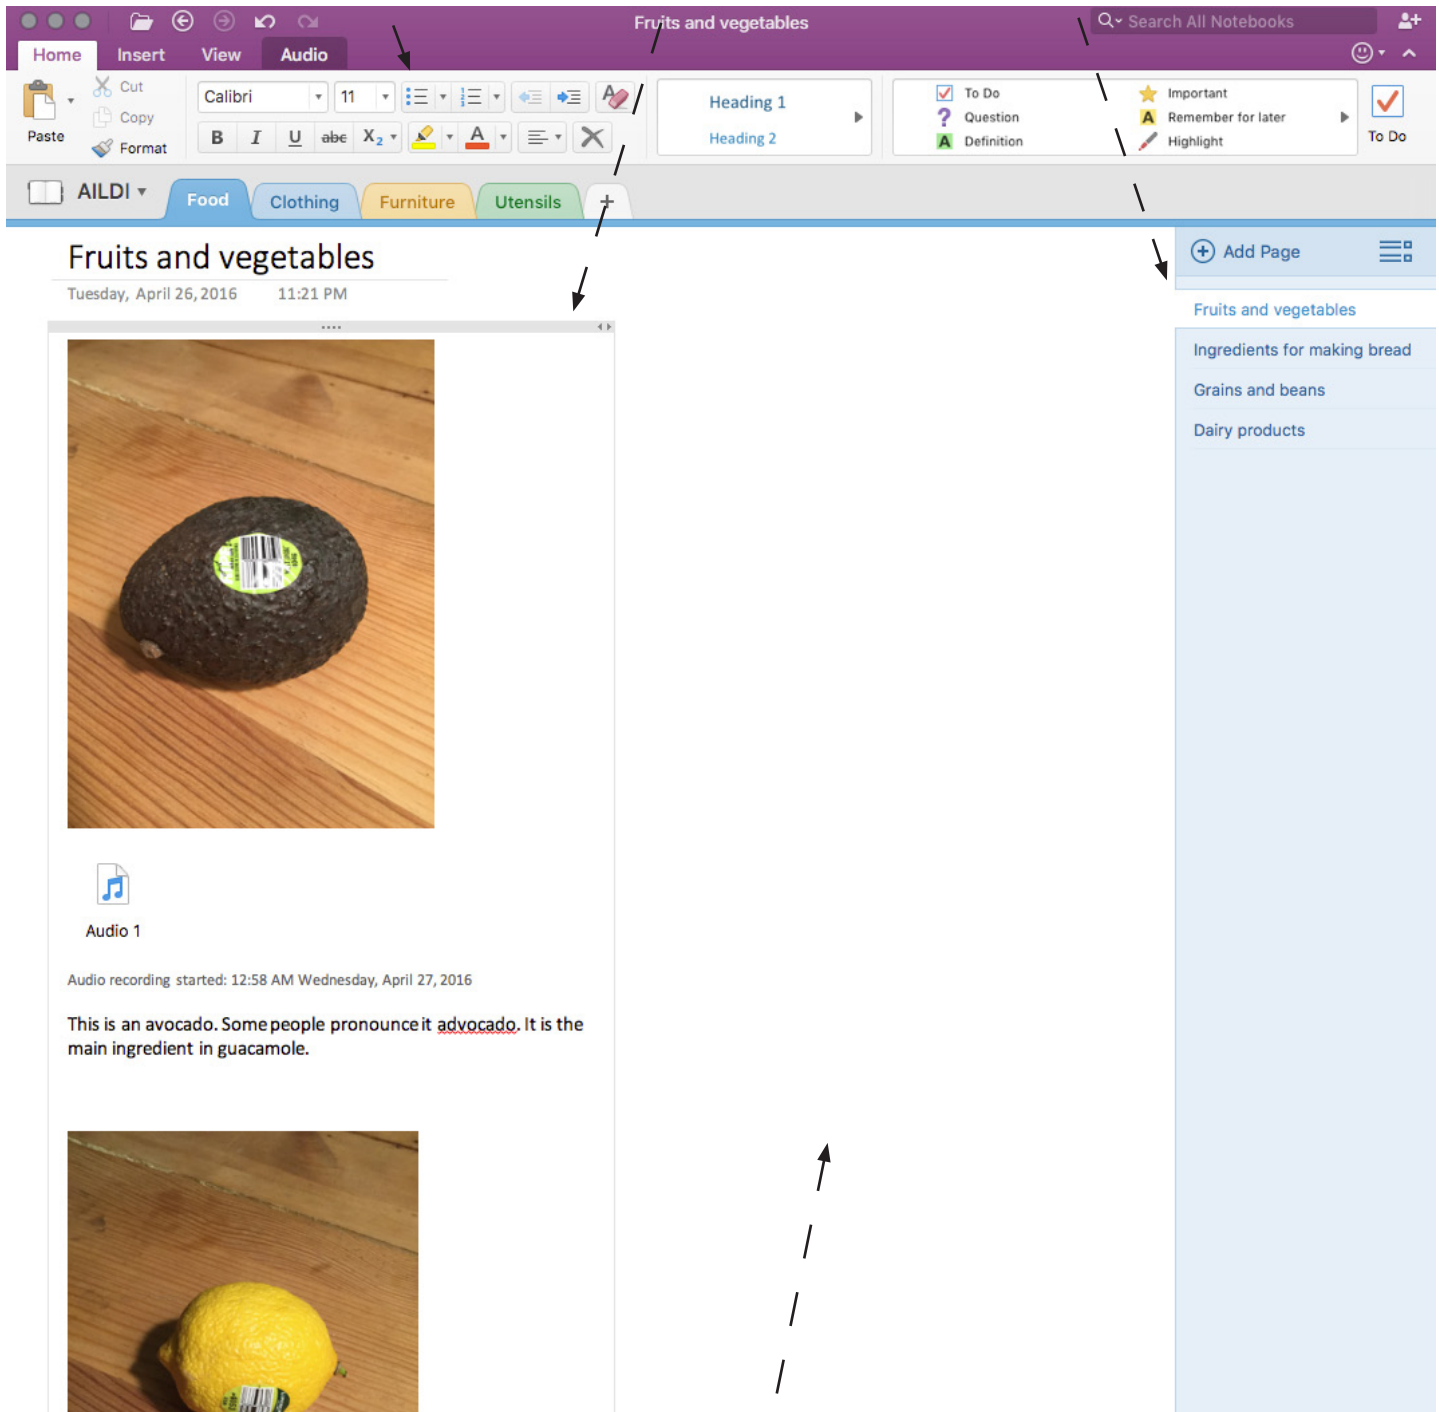 Fruits and vegetables
Search All Notebooks
Home Insert View Audio
Paste
Cut
Copy
Format
Calibri 11
B I U abc X2 A
Heading 1
Heading 2
To Do
Question
Definition
Important
Remember for later
Highlight
To Do
AILDI Food Clothing Furniture Utensils +
Fruits and vegetables
Tuesday, April 26, 2016 11:21 PM
Add Page
Fruits and vegetables
Ingredients for making bread
Grains and beans
Dairy products
Audio 1
Audio recording started: 12:58 AM Wednesday, April 27, 2016
This is an avocado. Some people pronounce it advocado. It is the
main ingredient in guacamole.